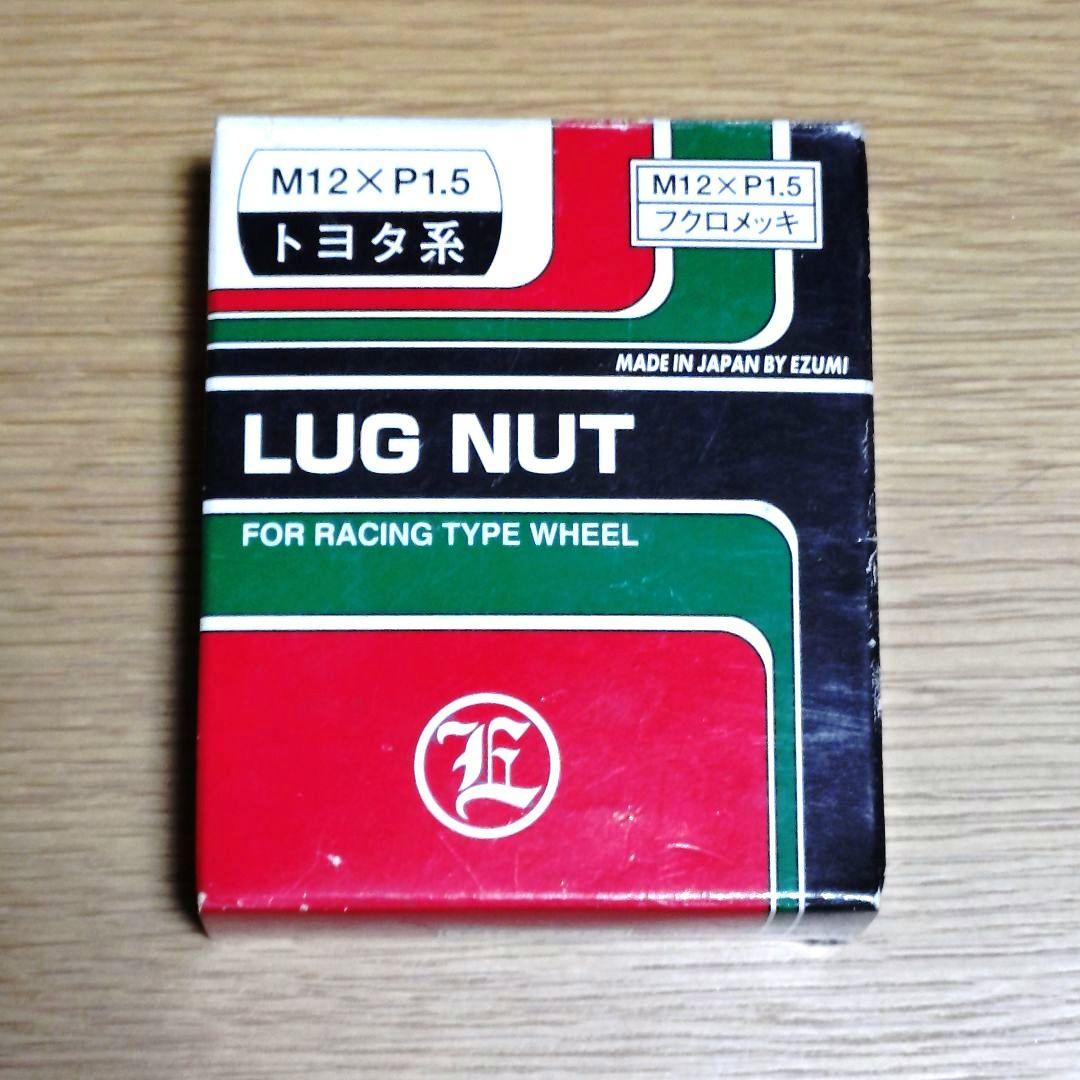 M12×P1.5
トヨタ系
M12×P1.5
フクロメッキ
MADE IN JAPAN BY EZUMI
LUG NUT
FOR RACING TYPE WHEEL
E